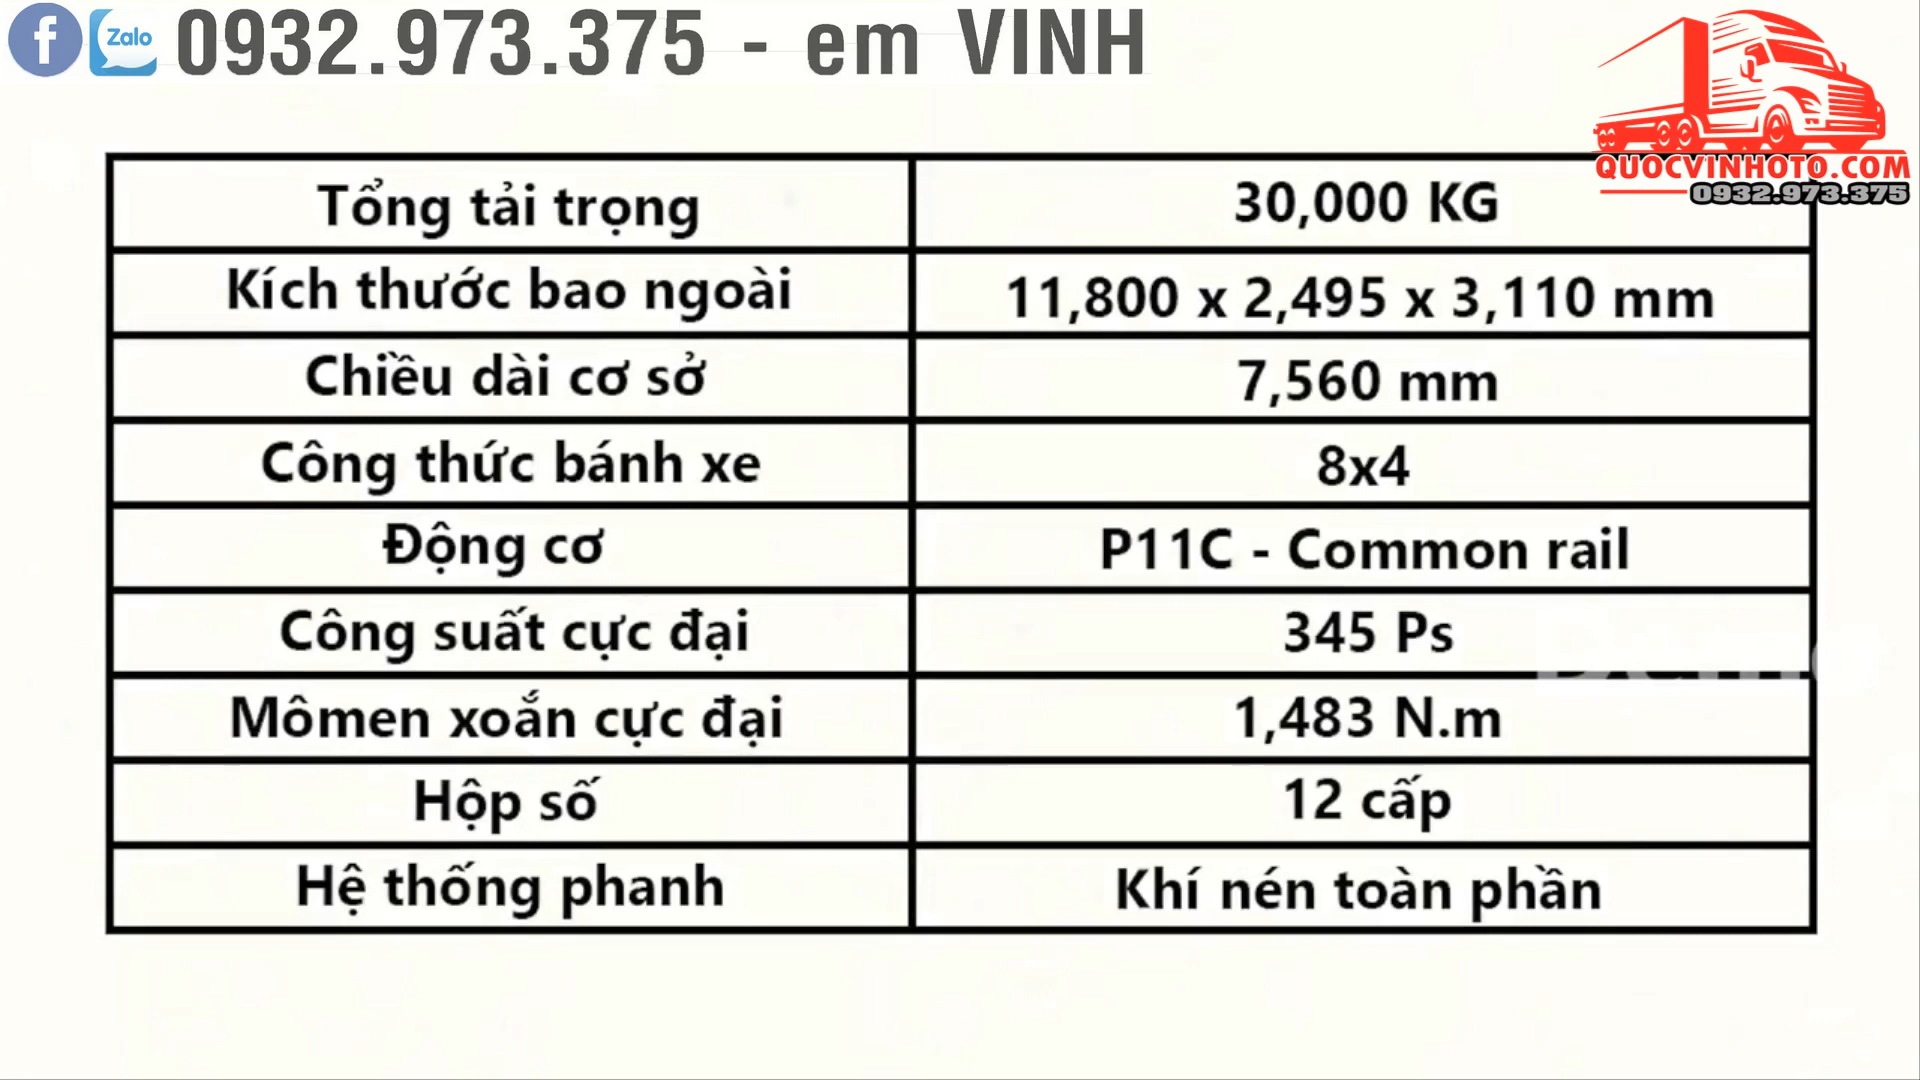 f Zalo 0932.973.375 - em VINH
QUOCVINHOTO.COM
0932.973.375
Tổng tải trọng 30,000 KG
Kích thước bao ngoài 11,800 x 2,495 x 3,110 mm
Chiều dài cơ sở 7,560 mm
Công thức bánh xe 8x4
Động cơ P11C - Common rail
Công suất cực đại 345 Ps
Mômen xoắn cực đại 1,483 N.m
Hộp số 12 cấp
Hệ thống phanh Khí nén toàn phần